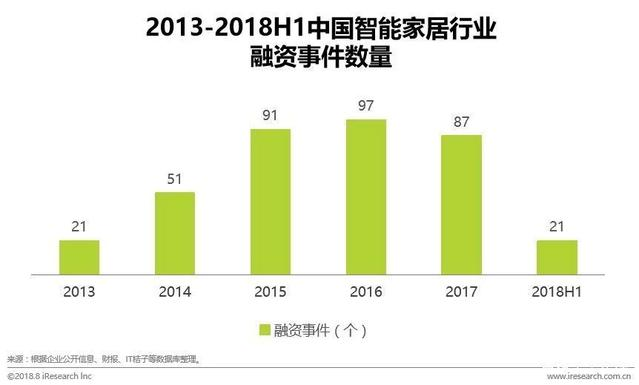 2013-2018H1中国智能家居行业
融资事件数量
21
51
91
97
87
21
2013
2014
2015
2016
2017
2018H1
融资事件（个）
来源：根据企业公开信息、财报、IT桔子等数据库整理。
©2018.8 iResearch Inc
www.iresearch.com.cn